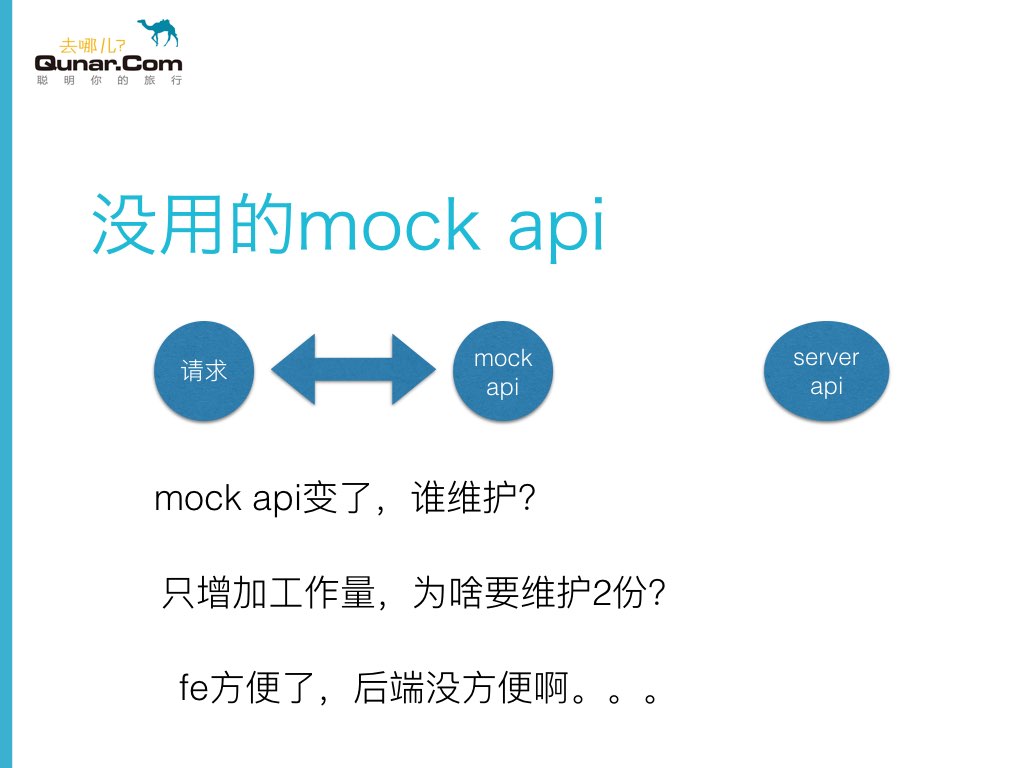 去哪儿?
Qunar.Com
聪明你的旅行
没用的mock api
请求
mock
api
server
api
mock api变了，谁维护？
只增加工作量，为啥要维护2份？
fe方便了，后端没方便啊。。。